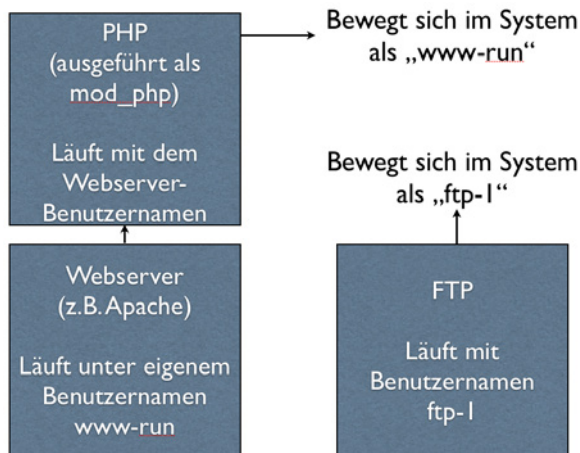 PHP
(ausgeführt als
mod_php)
Läuft mit dem
Webserver-
Benutzernamen
Bewegt sich im System
als „www-run“
Webserver
(z.B. Apache)
Läuft unter eigenem
Benutzernamen
www-run
Bewegt sich im System
als „ftp-1“
FTP
Läuft mit
Benutzernamen
ftp-1